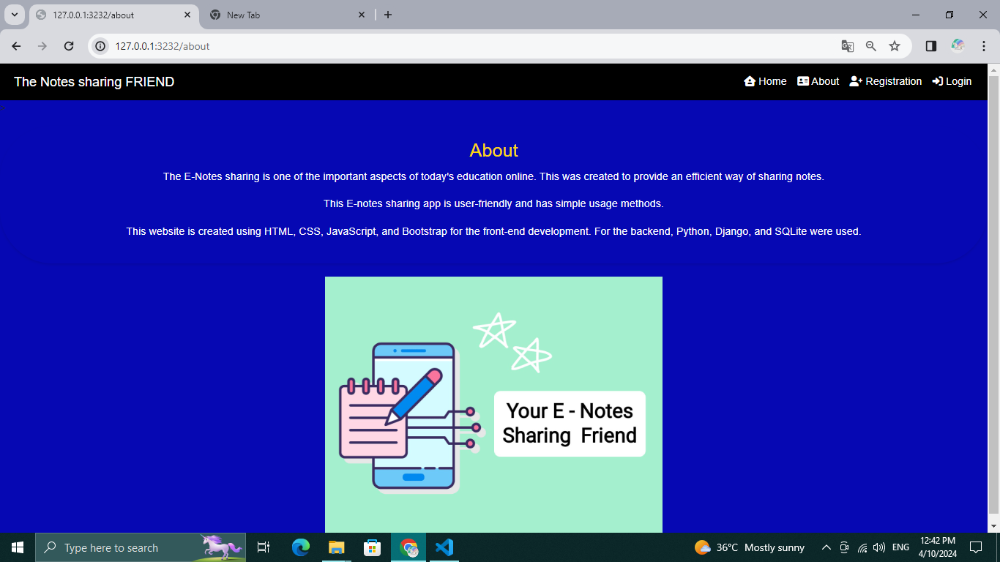 127.0.0.1:3232/about
New Tab
127.0.0.1:3232/about
The Notes sharing FRIEND
Home About Registration Login
About
The E-Notes sharing is one of the important aspects of today's education online. This was created to provide an efficient way of sharing notes.
This E-notes sharing app is user-friendly and has simple usage methods.
This website is created using HTML, CSS, JavaScript, and Bootstrap for the front-end development. For the backend, Python, Django, and SQLite were used.
Your E - Notes
Sharing Friend
Type here to search
36°C Mostly sunny
ENG
12:42 PM
4/10/2024